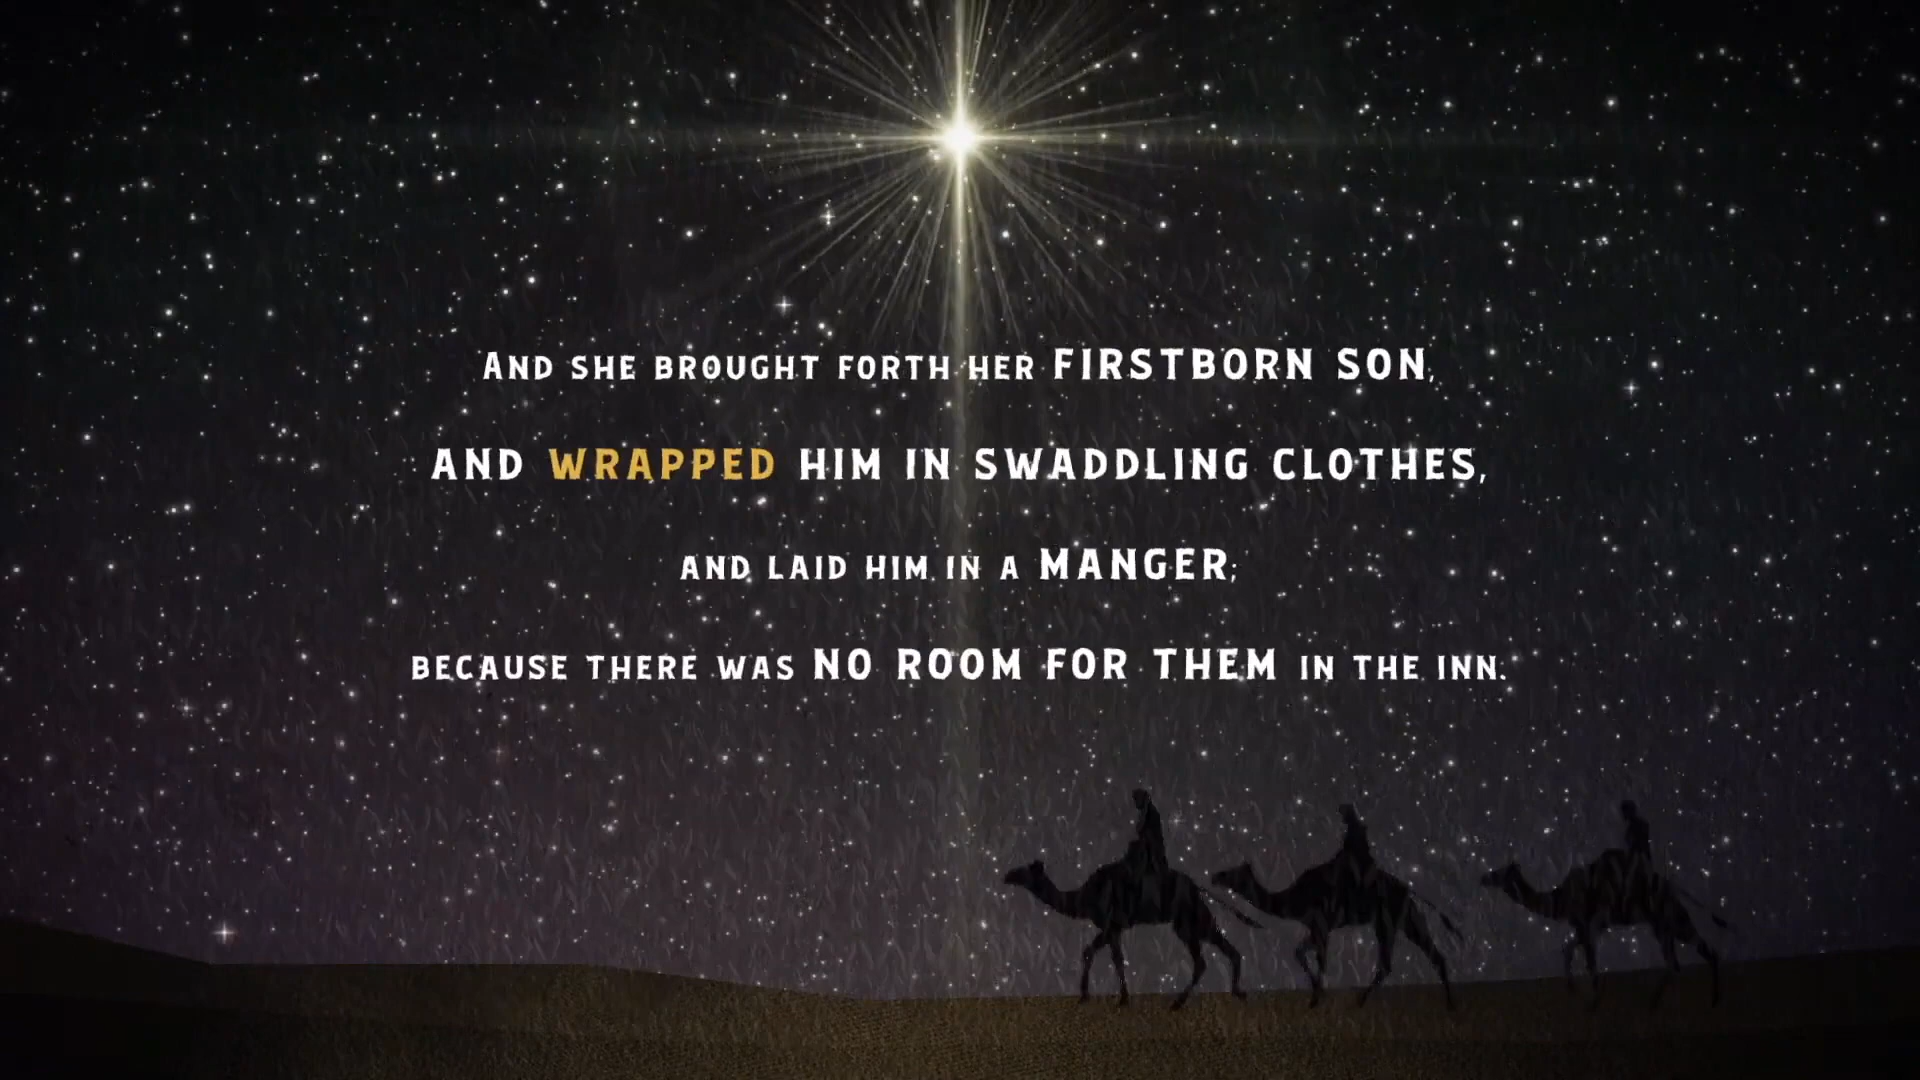 And she brought forth her FIRSTBORN SON,
AND WRAPPED HIM IN SWADDLING CLOTHES,
AND LAID HIM IN A MANGER;
BECAUSE THERE WAS NO ROOM FOR THEM IN THE INN.